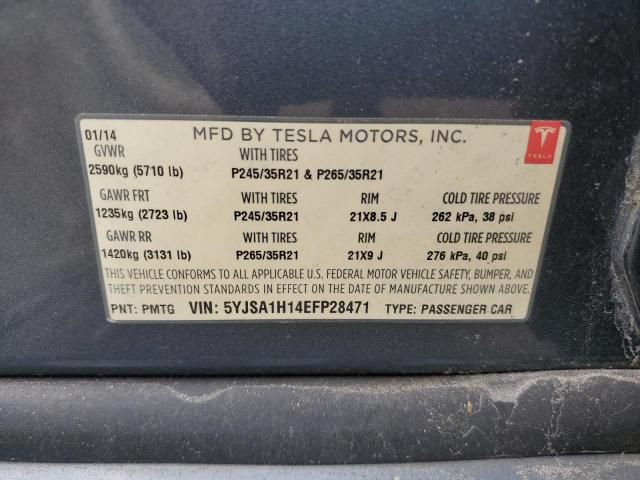 01/14 MFD BY TESLA MOTORS, INC.
GVWR WITH TIRES
2590kg (5710 lb) P245/35R21 & P265/35R21
TESLA
GAWR FRT WITH TIRES RIM COLD TIRE PRESSURE
1235kg (2723 lb) P245/35R21 21X8.5 J 262 kPa, 38 psi
GAWR RR WITH TIRES RIM COLD TIRE PRESSURE
1420kg (3131 lb) P265/35R21 21X9 J 276 kPa, 40 psi
THIS VEHICLE CONFORMS TO ALL APPLICABLE U.S. FEDERAL MOTOR VEHICLE SAFETY, BUMPER, AND
THEFT PREVENTION STANDARDS IN EFFECT ON THE DATE OF MANUFACTURE SHOWN ABOVE.
PNT: PMTG VIN: 5YJSA1H14EFP28471 TYPE: PASSENGER CAR